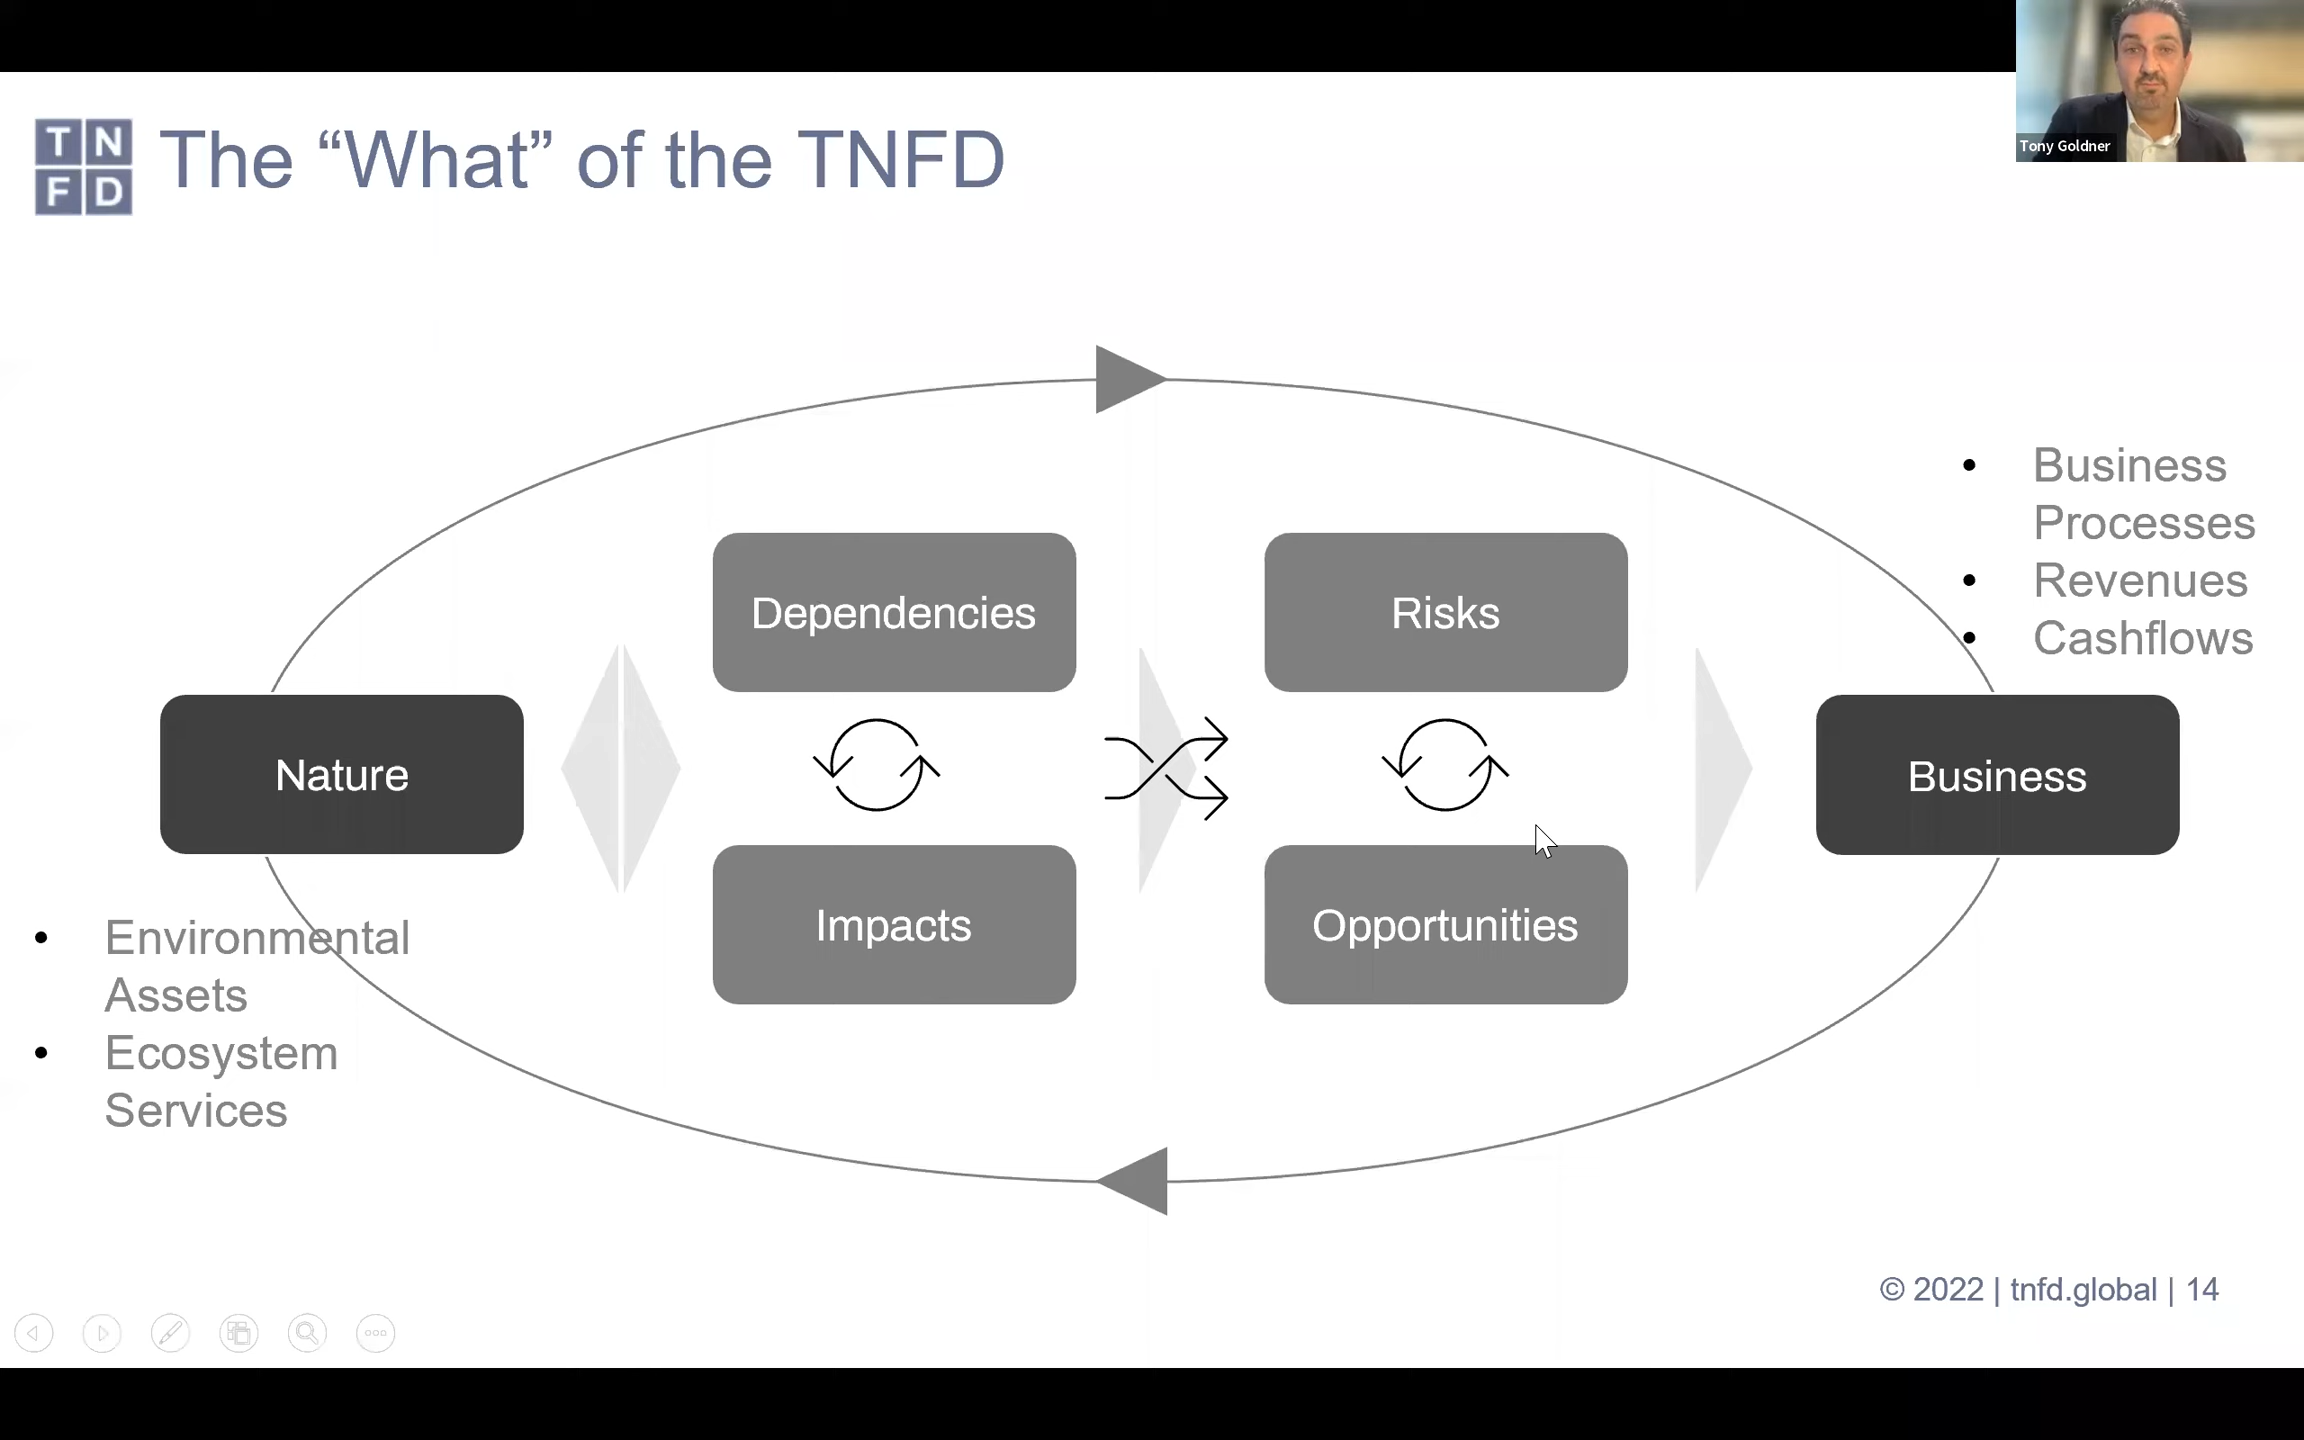 Tony Goldner
T N
F D
The “What” of the TNFD
Business
Processes
Revenues
Cashflows
Dependencies
Risks
Nature
Business
Impacts
Opportunities
Environmental
Assets
Ecosystem
Services
© 2022 | tnfd.global | 14